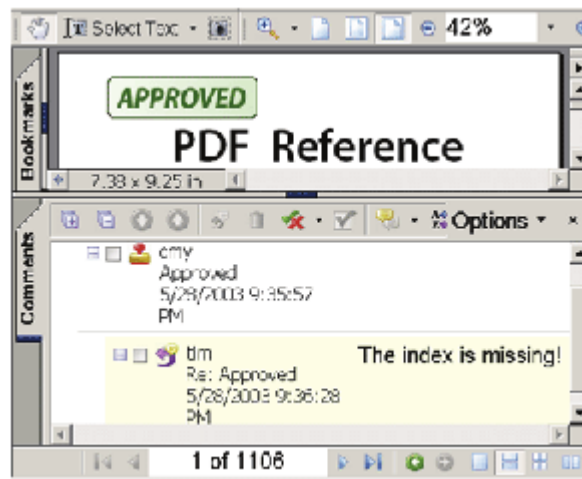 Select Text
42%
Bookmarks
APPROVED
PDF Reference
7.38 x 9.25 in
Options
Comments
cmy
Approved
5/28/2003 9:35:57
PM
tim
The index is missing!
Re: Approved
5/28/2003 9:36:28
PM
1 of 1106